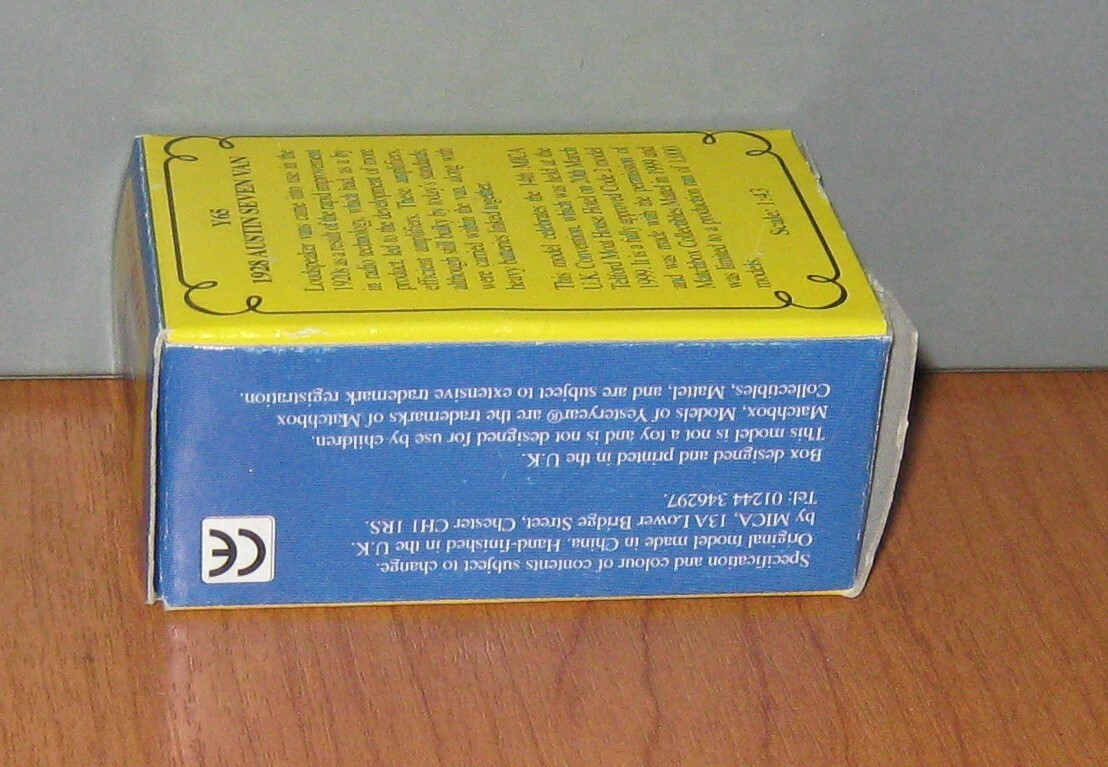 Y65
1928 AUSTIN SEVEN VAN
Loudspeaker vans came into use in the
1920s as a result of the rapid improvement
in radio technology, which had, as a by
product, led to the development of more
efficient amplifiers. These amplifiers,
although still bulky by today's standards,
were carried within the van, along with
heavy batteries linked together.
This model celebrates the 14th MICA
U.K. Convention, which was held at the
Telford Moat House Hotel on 20th March
1999. It is a fully approved Code 2 model
and was made with the permission of
Matchbox Collectibles/Mattel in 1999 and
was limited to a production run of
models.
Scale: 1:43
Specification and colour of contents subject to change.
Original model made in China, Hand-finished in the U.K.
by MICA, 13A Lower Bridge Street, Chester CH1 1RS.
Tel: 01244 346297.
Box designed and printed in the U.K.
This model is not a toy and is not designed for use by children.
Matchbox, Models of Yesteryear® are the trademarks of Matchbox
Collectibles, Mattel, and are subject to extensive trademark registration.
CE